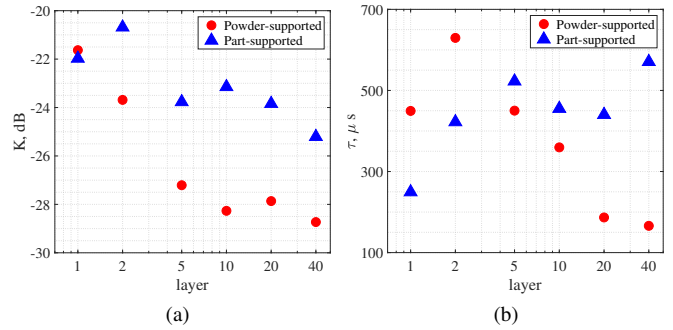 -20
-22
-24
-26
-28
-30
K, dB
Powder-supported
Part-supported
1 2 5 10 20 40
layer
(a)
700
500
300
100
τ, μ s
Powder-supported
Part-supported
1 2 5 10 20 40
layer
(b)